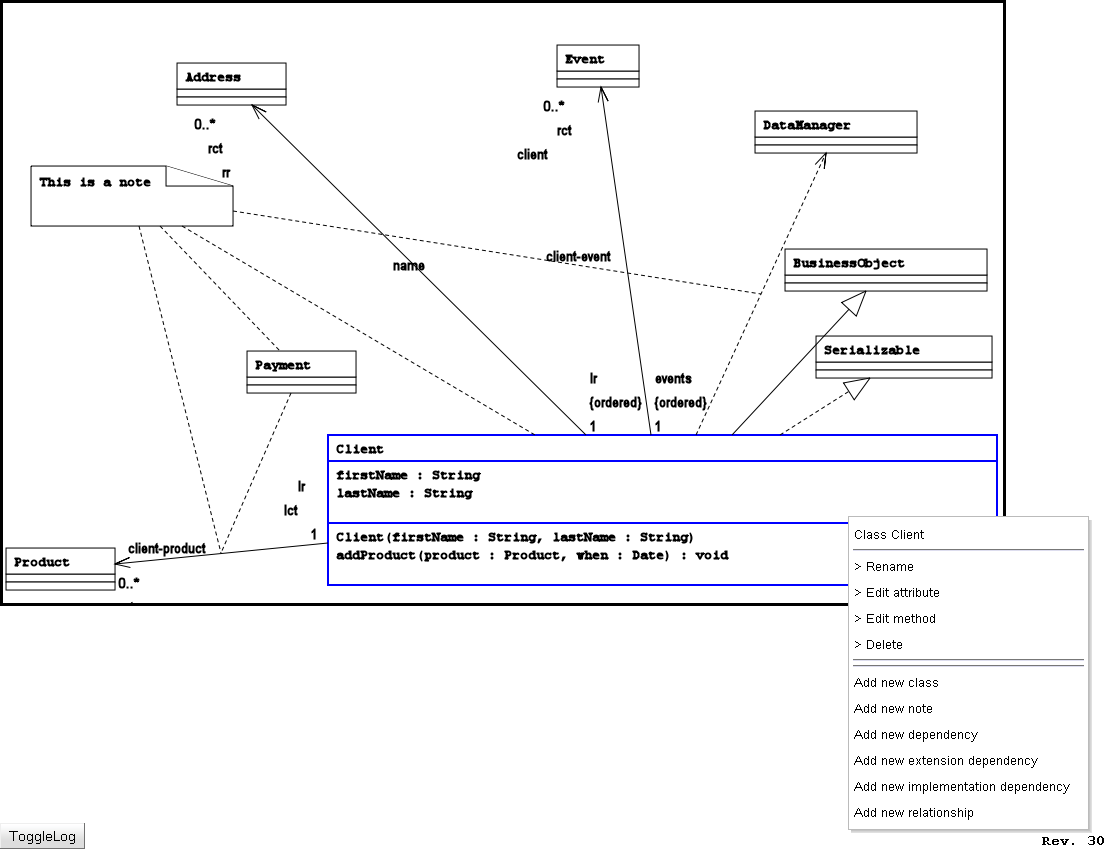 Event
Address
0..*
DataManager
0..*
rct
rct
client
rr
This is a note
client-event
name
BusinessObject
Serializable
Payment
lr
events
{ordered}
{ordered}
1
1
Client
firstName : String
lastName : String
lr
lct
1
Client(firstName : String, lastName : String)
addProduct(product : Product, when : Date) : void
client-product
Product
0..*
Class Client
> Rename
> Edit attribute
> Edit method
> Delete
Add new class
Add new note
Add new dependency
Add new extension dependency
Add new implementation dependency
Add new relationship
ToggleLog
Rev. 30